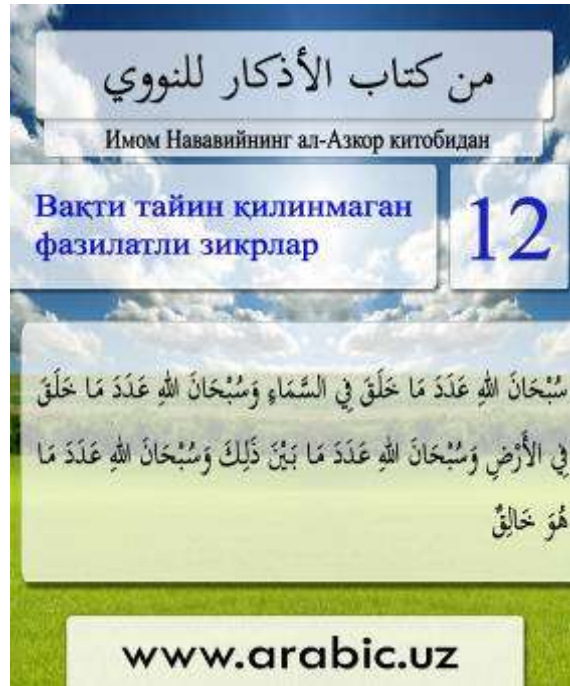 من كتاب الأذكار للنووي
Имом Нававийнинг ал-Азкор китобидан
Вақти тайин қилинмаган
фазилатли зикрлар
12
سُبْحَانَ اللهِ عَدَدَ مَا خَلَقَ فِي السَّمَاءِ وَسُبْحَانَ اللهِ عَدَدَ مَا خَلَقَ
فِي الأَرْضِ وَسُبْحَانَ اللهِ عَدَدَ مَا بَيْنَ ذَلِكَ وَسُبْحَانَ اللهِ عَدَدَ مَا
هُوَ خَالِقٌ
www.arabic.uz